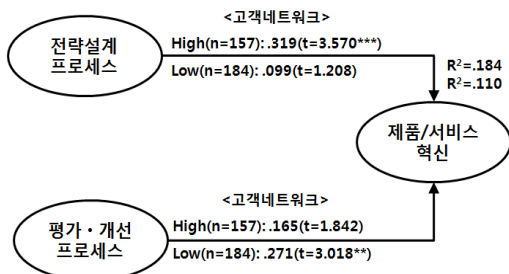 <고객네트워크>
전략설계
프로세스
High(n=157): .319(t=3.570***)
Low(n=184): .099(t=1.208)
R²=.184
R²=.110
제품/서비스
혁신
<고객네트워크>
평가・개선
프로세스
High(n=157): .165(t=1.842)
Low(n=184): .271(t=3.018**)